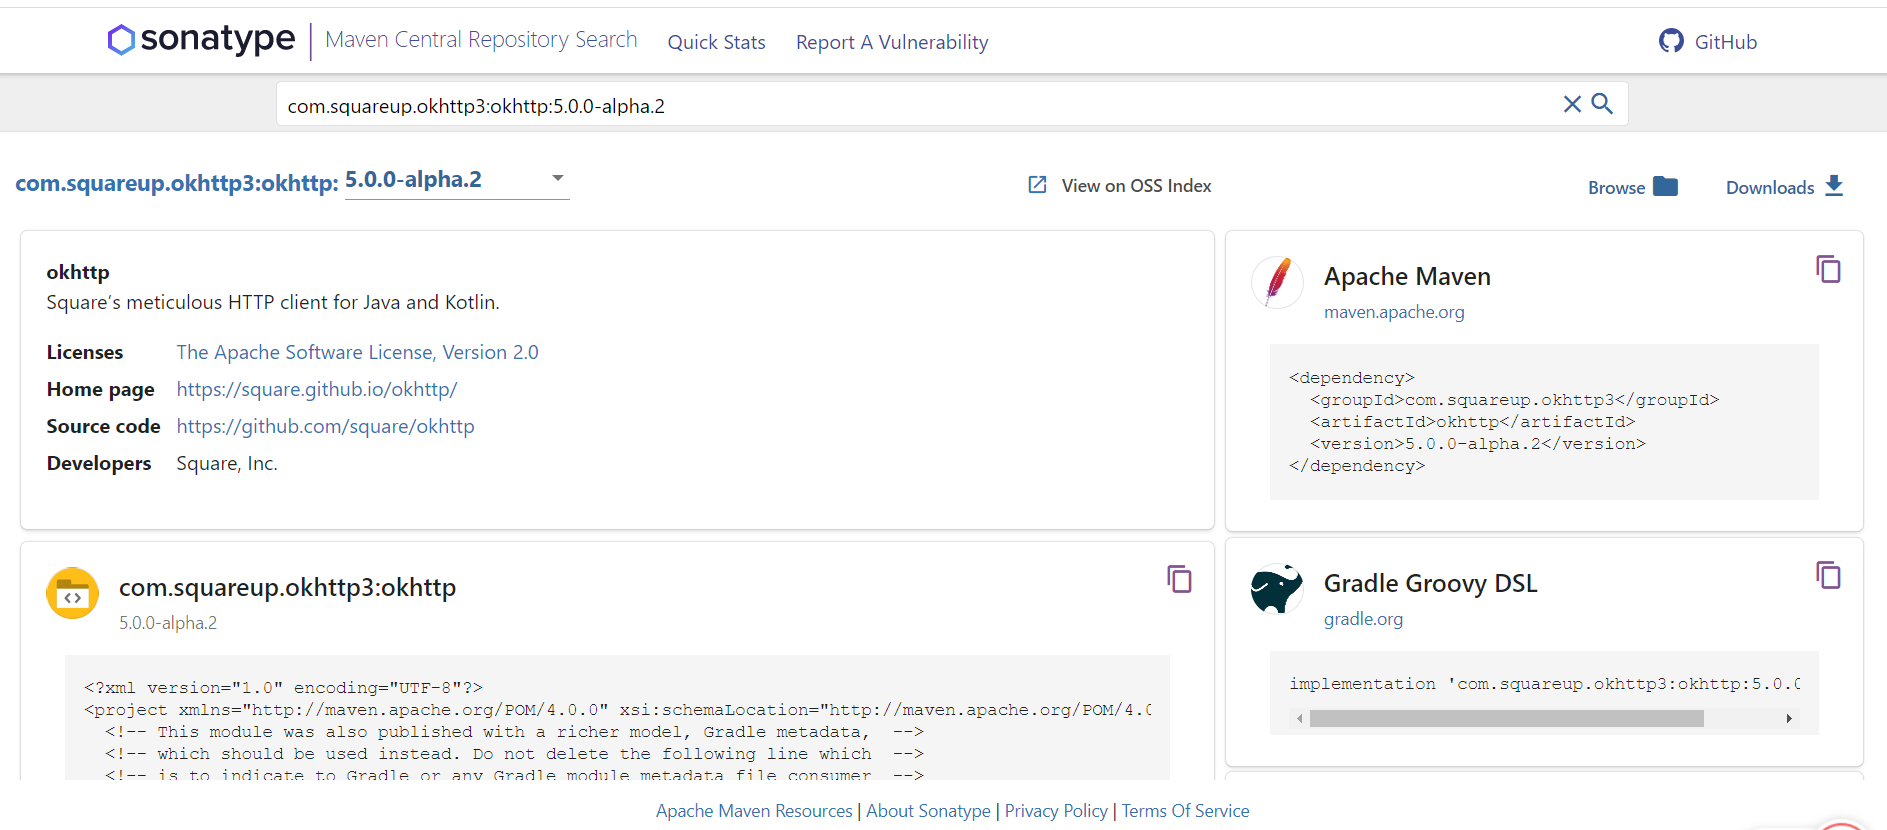 sonatype Maven Central Repository Search Quick Stats Report A Vulnerability GitHub
com.squareup.okhttp3:okhttp:5.0.0-alpha.2
com.squareup.okhttp3:okhttp: 5.0.0-alpha.2 View on OSS Index Browse Downloads
okhttp
Square’s meticulous HTTP client for Java and Kotlin.
Licenses The Apache Software License, Version 2.0
Home page https://square.github.io/okhttp/
Source code https://github.com/square/okhttp
Developers Square, Inc.
Apache Maven
maven.apache.org
<dependency>
  <groupId>com.squareup.okhttp3</groupId>
  <artifactId>okhttp</artifactId>
  <version>5.0.0-alpha.2</version>
</dependency>
com.squareup.okhttp3:okhttp
5.0.0-alpha.2
<?xml version="1.0" encoding="UTF-8"?>
<project xmlns="http://maven.apache.org/POM/4.0.0" xsi:schemaLocation="http://maven.apache.org/POM/4.0
  <!-- This module was also published with a richer model, Gradle metadata,  -->
  <!-- which should be used instead. Do not delete the following line which  -->
  <!-- is to indicate to Gradle or any Gradle module metadata file consumer  -->
Gradle Groovy DSL
gradle.org
implementation 'com.squareup.okhttp3:okhttp:5.0.0
Apache Maven Resources | About Sonatype | Privacy Policy | Terms Of Service